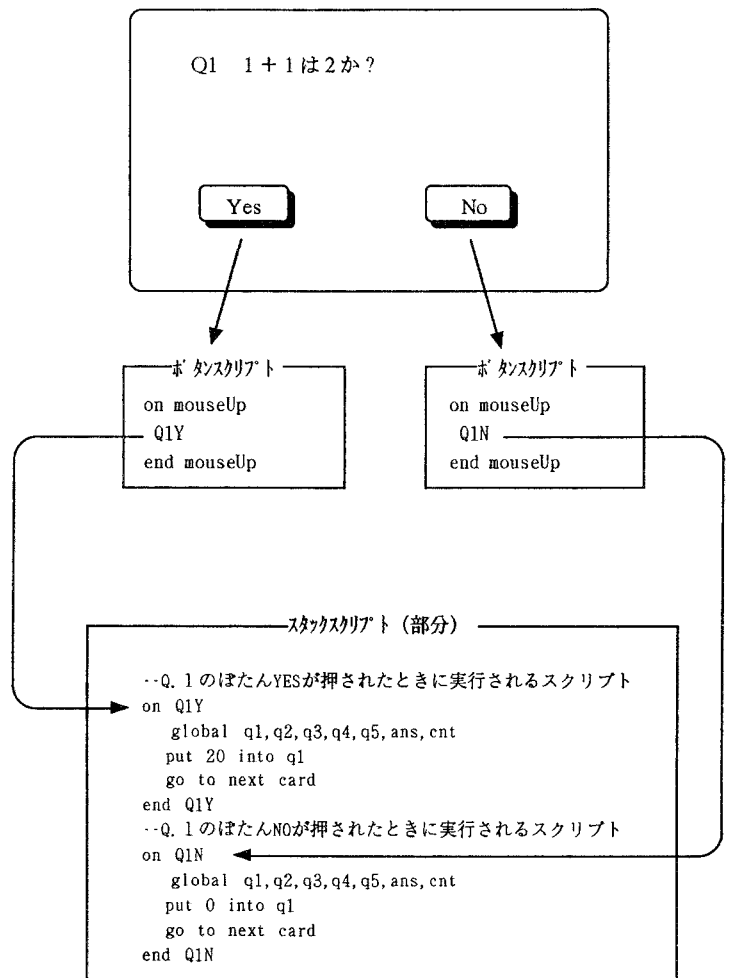 Q1　1＋1は2か？
Yes
No
ﾎﾞﾀﾝｽｸﾘﾌﾟﾄ
on mouseUp
Q1Y
end mouseUp
ﾎﾞﾀﾝｽｸﾘﾌﾟﾄ
on mouseUp
Q1N
end mouseUp
ｽﾀｯｸｽｸﾘﾌﾟﾄ（部分）
--Q.1のぼたんYESが押されたときに実行されるスクリプト
on Q1Y
global q1,q2,q3,q4,q5,ans,cnt
put 20 into q1
go to next card
end Q1Y
--Q.1のぼたんNOが押されたときに実行されるスクリプト
on Q1N
global q1,q2,q3,q4,q5,ans,cnt
put 0 into q1
go to next card
end Q1N